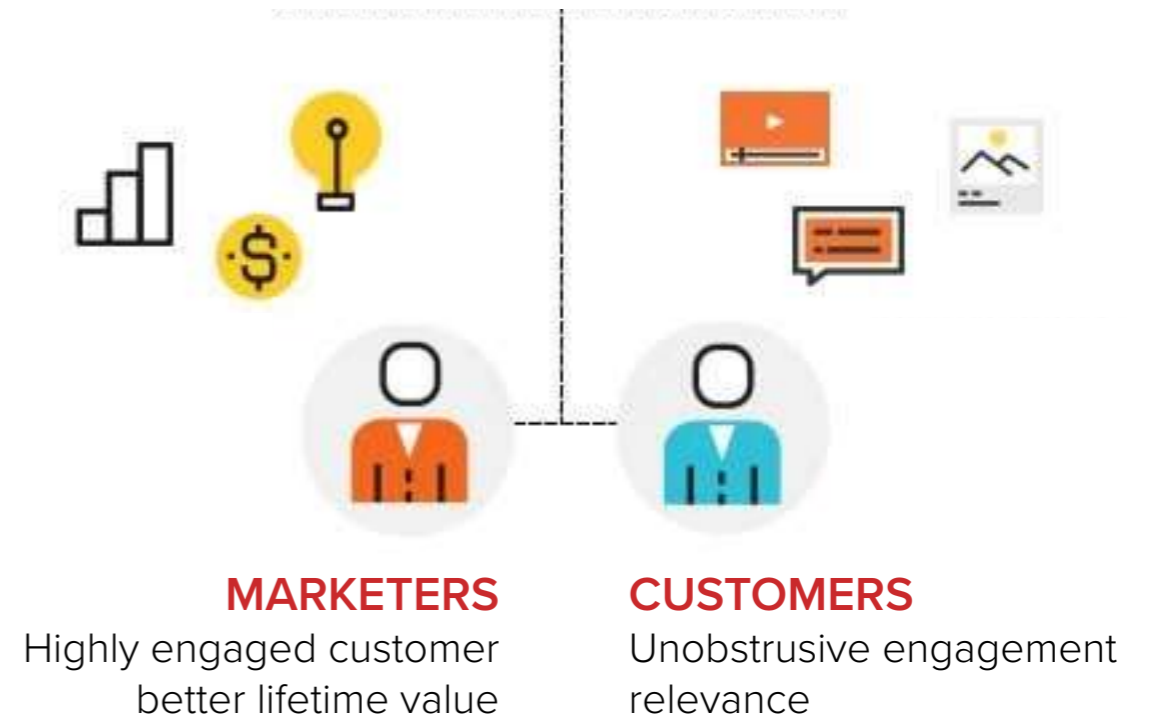 MARKETERS
Highly engaged customer
better lifetime value
CUSTOMERS
Unobstrusive engagement
relevance